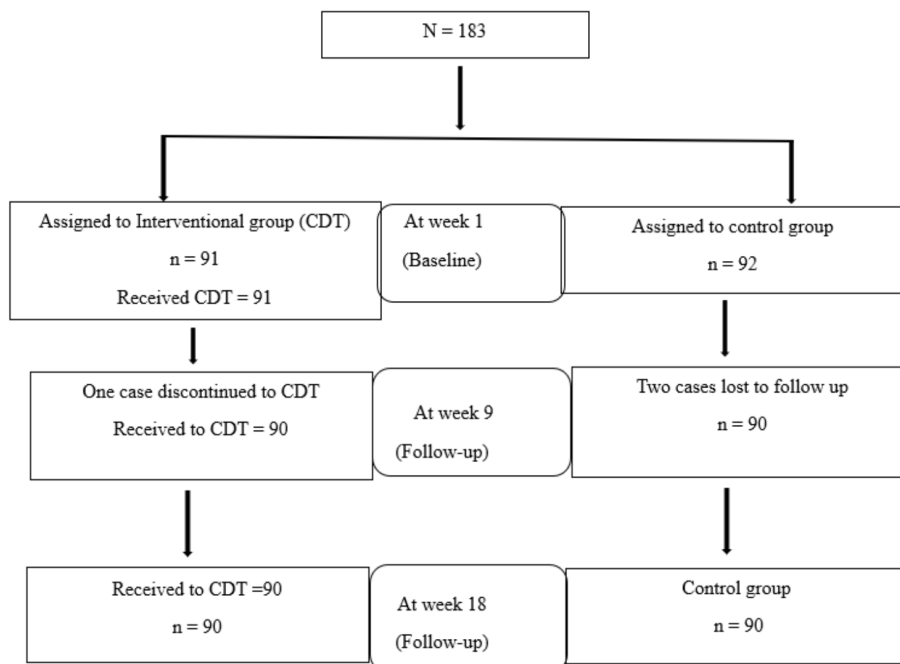 N = 183
Assigned to Interventional group (CDT)
n = 91
Received CDT = 91
At week 1
(Baseline)
Assigned to control group
n = 92
One case discontinued to CDT
Received to CDT = 90
At week 9
(Follow-up)
Two cases lost to follow up
n = 90
Received to CDT =90
n = 90
At week 18
(Follow-up)
Control group
n = 90